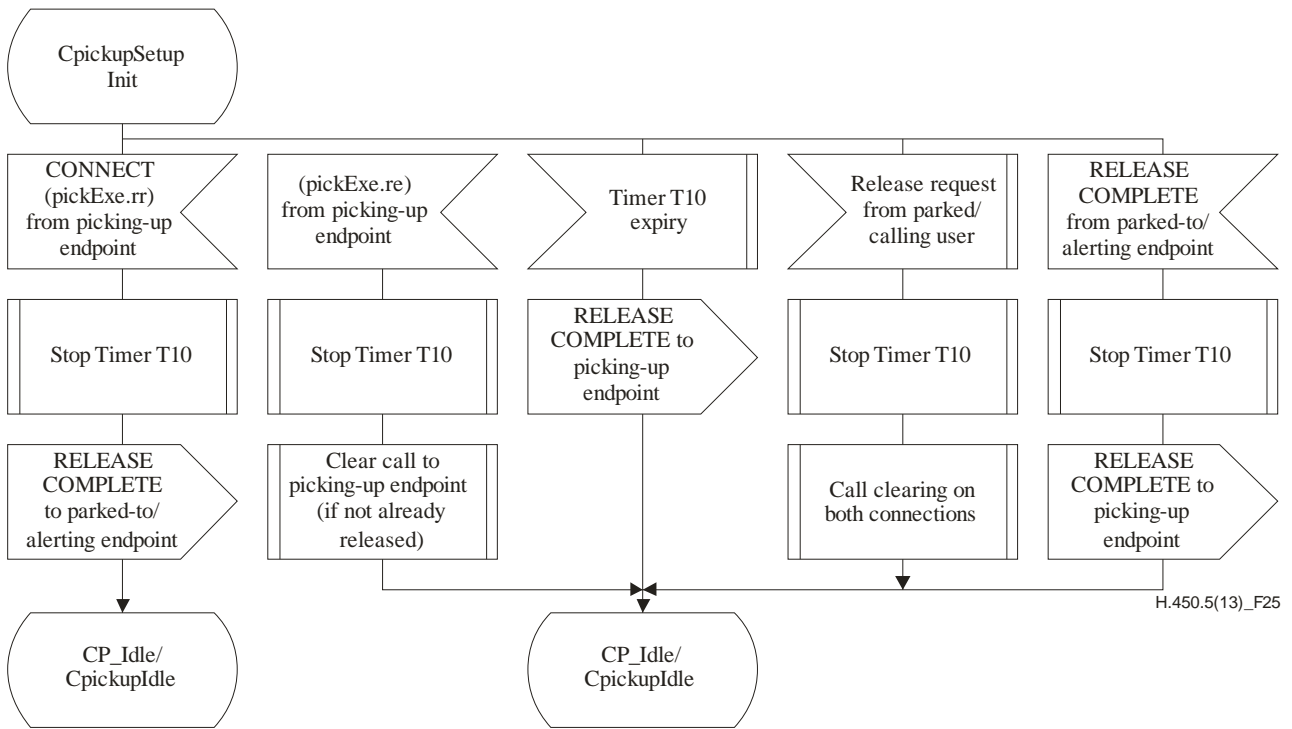 CpickupSetup
Init
CONNECT
(pickExe.rr)
from picking-up
endpoint
(pickExe.re)
from picking-up
endpoint
Timer T10
expiry
Release request
from parked/
calling user
RELEASE
COMPLETE
from parked-to/
alerting endpoint
Stop Timer T10
Stop Timer T10
RELEASE
COMPLETE to
picking-up
endpoint
Stop Timer T10
Stop Timer T10
RELEASE
COMPLETE
to parked-to/
alerting endpoint
Clear call to
picking-up endpoint
(if not already
released)
Call clearing on
both connections
RELEASE
COMPLETE to
picking-up
endpoint
H.450.5(13)_F25
CP_Idle/
CpickupIdle
CP_Idle/
CpickupIdle